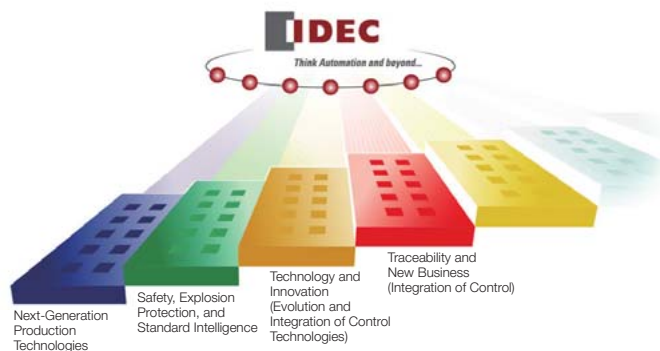 IDEC
Think Automation and beyond...
Next-Generation
Production
Technologies
Safety, Explosion
Protection, and
Standard Intelligence
Technology and
Innovation
(Evolution and
Integration of Control
Technologies)
Traceability and
New Business
(Integration of Control)